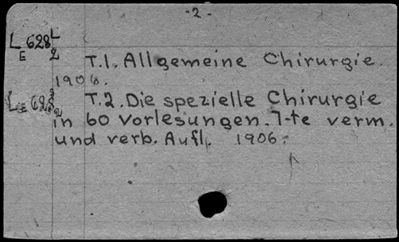 -2-
L 628 L
E 2
T.1. Allgemeine Chirurgie.
1906.
T.2. Die spezielle Chirurgie
in 60 Vorlesungen. 7-te verm.
und verb. Aufl. 1906.